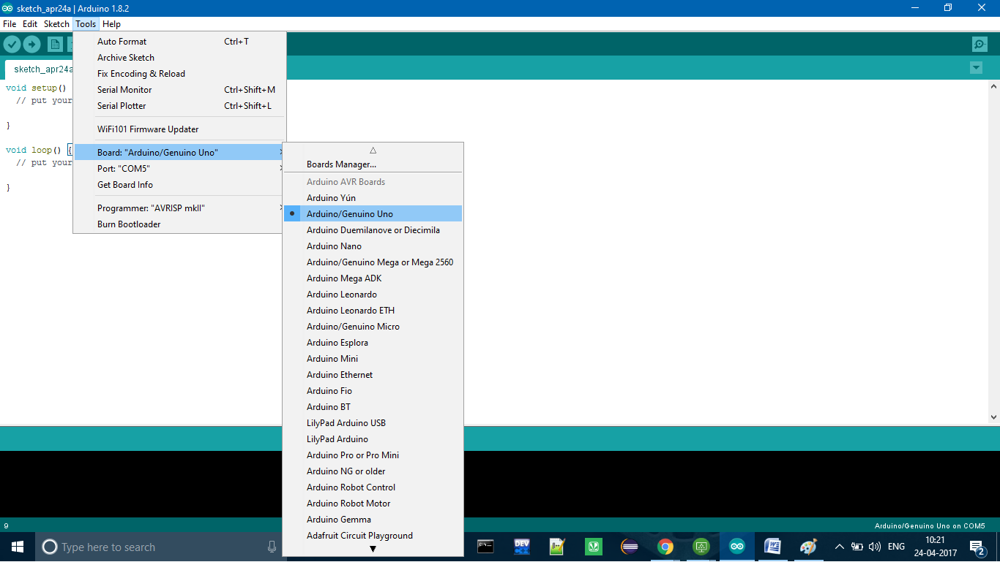 sketch_apr24a | Arduino 1.8.2
File Edit Sketch Tools Help
Auto Format Ctrl+T
Archive Sketch
Fix Encoding & Reload
Serial Monitor Ctrl+Shift+M
Serial Plotter Ctrl+Shift+L
WiFi101 Firmware Updater
Board: "Arduino/Genuino Uno"
Port: "COM5"
Get Board Info
Programmer: "AVRISP mkII"
Burn Bootloader
sketch_apr24a
void setup()
// put your
}
void loop() {
// put your
}
Boards Manager...
Arduino AVR Boards
Arduino Yún
Arduino/Genuino Uno
Arduino Duemilanove or Diecimila
Arduino Nano
Arduino/Genuino Mega or Mega 2560
Arduino Mega ADK
Arduino Leonardo
Arduino Leonardo ETH
Arduino/Genuino Micro
Arduino Esplora
Arduino Mini
Arduino Ethernet
Arduino Fio
Arduino BT
LilyPad Arduino USB
LilyPad Arduino
Arduino Pro or Pro Mini
Arduino NG or older
Arduino Robot Control
Arduino Robot Motor
Arduino Gemma
Adafruit Circuit Playground
9
Arduino/Genuino Uno on COM5
Type here to search
DEV
ENG
10:21
24-04-2017
2